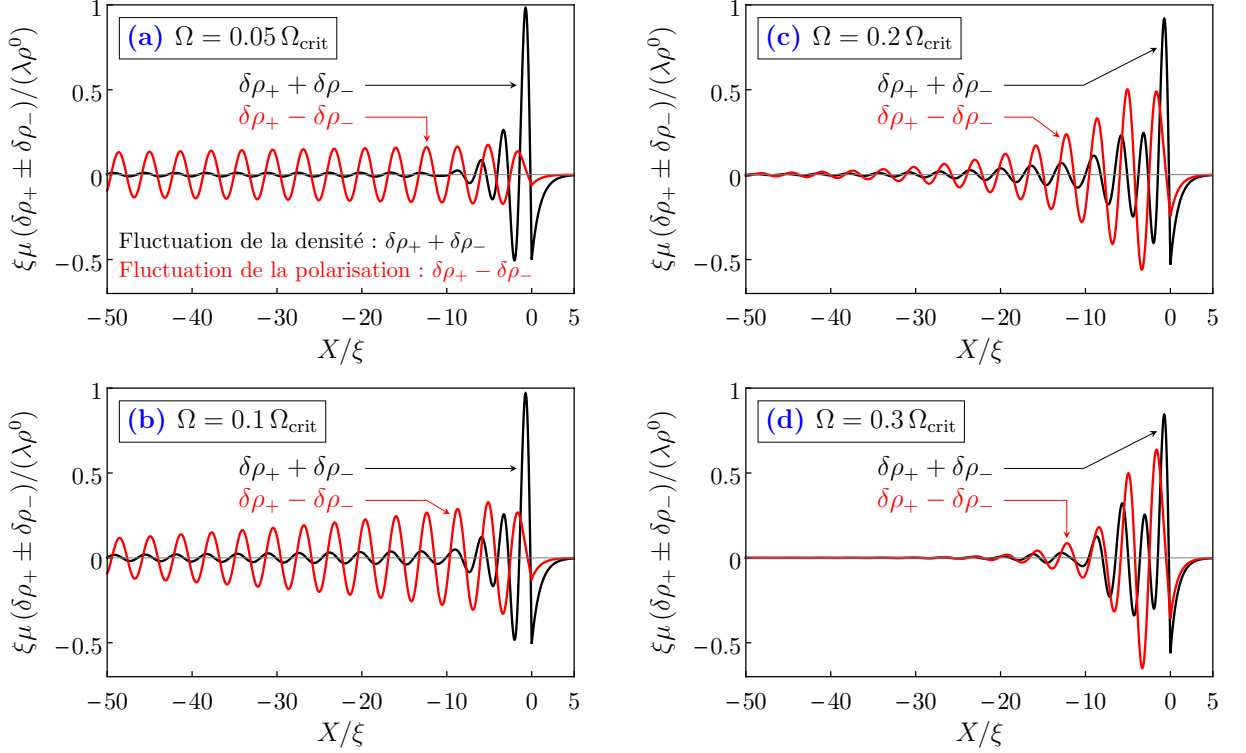 (a) Ω = 0.05 Ωcrit
δρ+ + δρ−
δρ+ − δρ−
Fluctuation de la densité : δρ+ + δρ−
Fluctuation de la polarisation : δρ+ − δρ−
ξμ (δρ+ ± δρ−)/(λρ⁰)
1
0.5
0
−0.5
−50 −40 −30 −20 −10 0 5
X/ξ
(c) Ω = 0.2 Ωcrit
δρ+ + δρ−
δρ+ − δρ−
ξμ (δρ+ ± δρ−)/(λρ⁰)
1
0.5
0
−0.5
−50 −40 −30 −20 −10 0 5
X/ξ
(b) Ω = 0.1 Ωcrit
δρ+ + δρ−
δρ+ − δρ−
ξμ (δρ+ ± δρ−)/(λρ⁰)
1
0.5
0
−0.5
−50 −40 −30 −20 −10 0 5
X/ξ
(d) Ω = 0.3 Ωcrit
δρ+ + δρ−
δρ+ − δρ−
ξμ (δρ+ ± δρ−)/(λρ⁰)
1
0.5
0
−0.5
−50 −40 −30 −20 −10 0 5
X/ξ